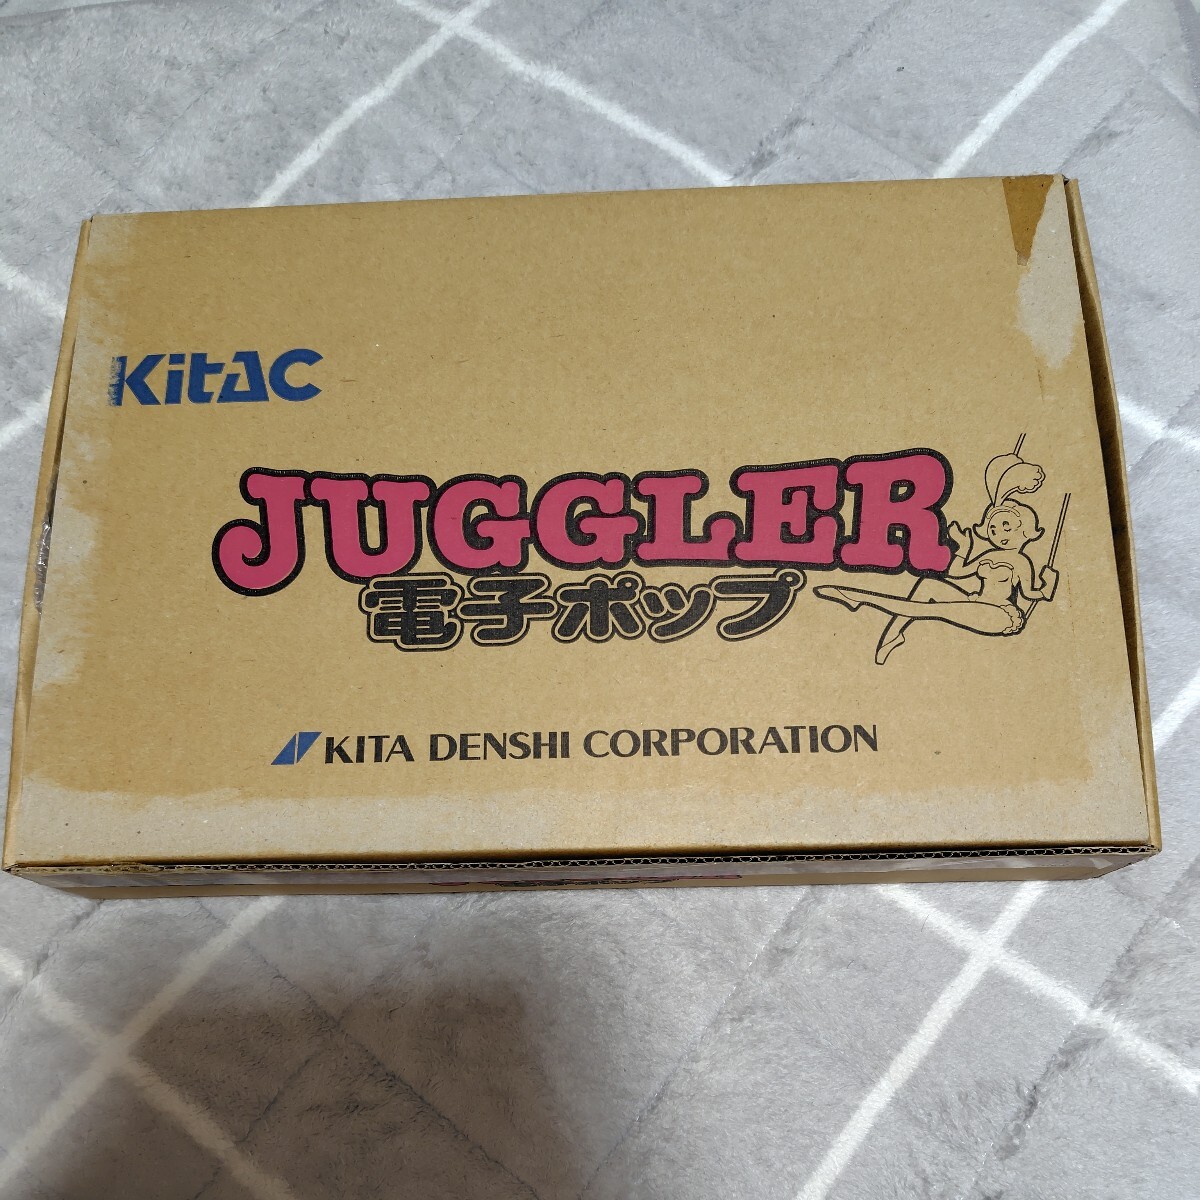 KitAC
JUGGLER
電子ポップ
KITA DENSHI CORPORATION